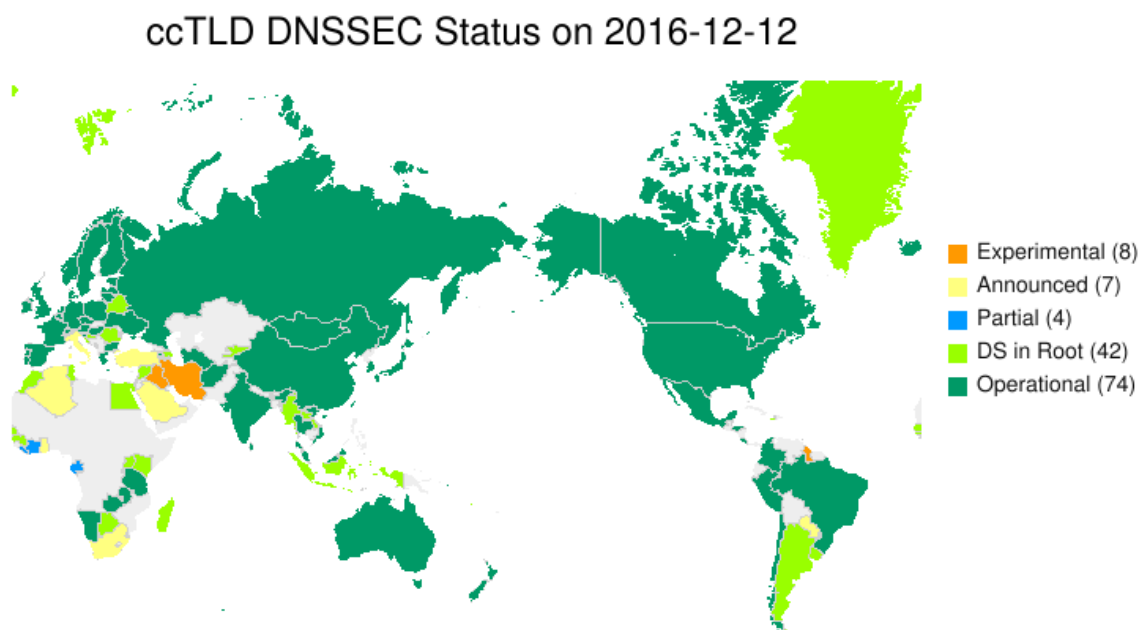 ccTLD DNSSEC Status on 2016-12-12
Experimental (8)
Announced (7)
Partial (4)
DS in Root (42)
Operational (74)